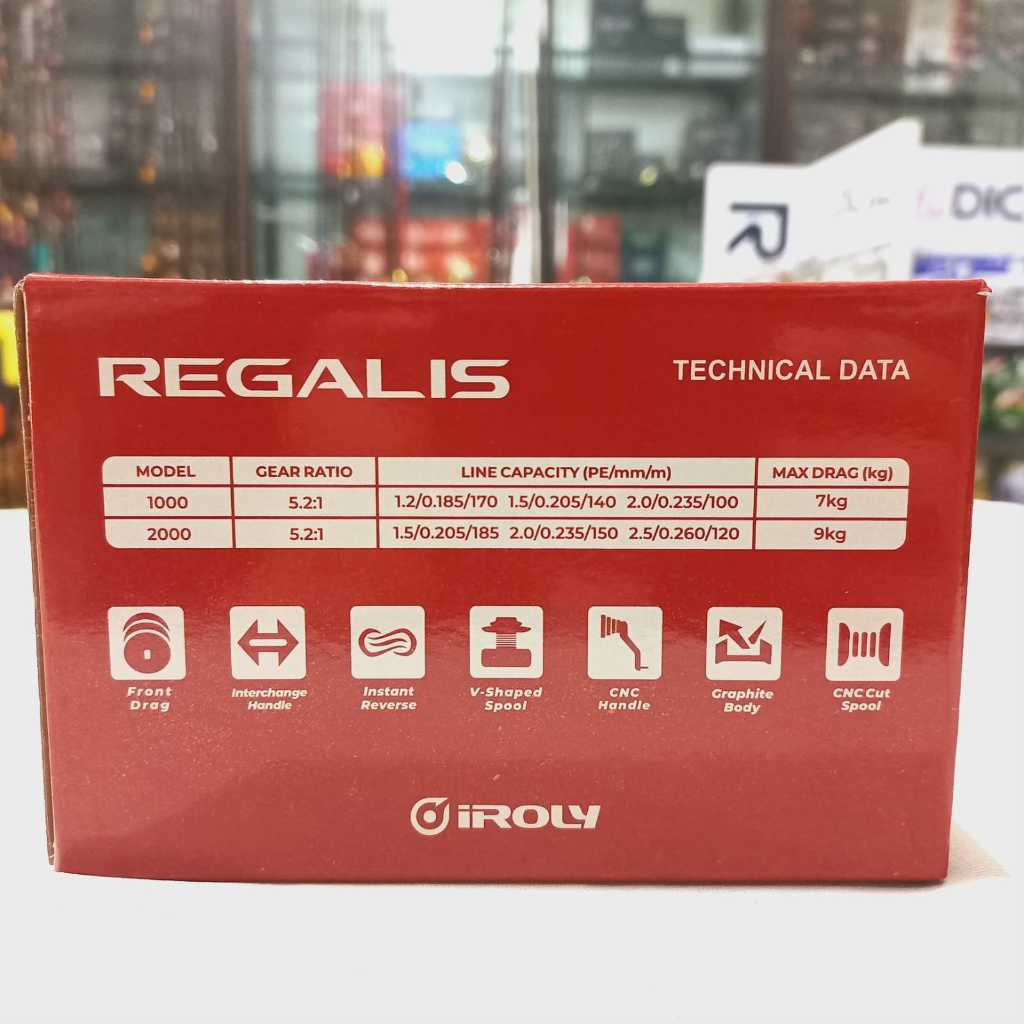 DIC
REGALIS
TECHNICAL DATA
MODEL GEAR RATIO LINE CAPACITY (PE/mm/m) MAX DRAG (kg)
1000 5.2:1 1.2/0.185/170 1.5/0.205/140 2.0/0.235/100 7kg
2000 5.2:1 1.5/0.205/185 2.0/0.235/150 2.5/0.260/120 9kg
Front
Drag
Interchange
Handle
Instant
Reverse
V-Shaped
Spool
CNC
Handle
Graphite
Body
CNC Cut
Spool
iROLY